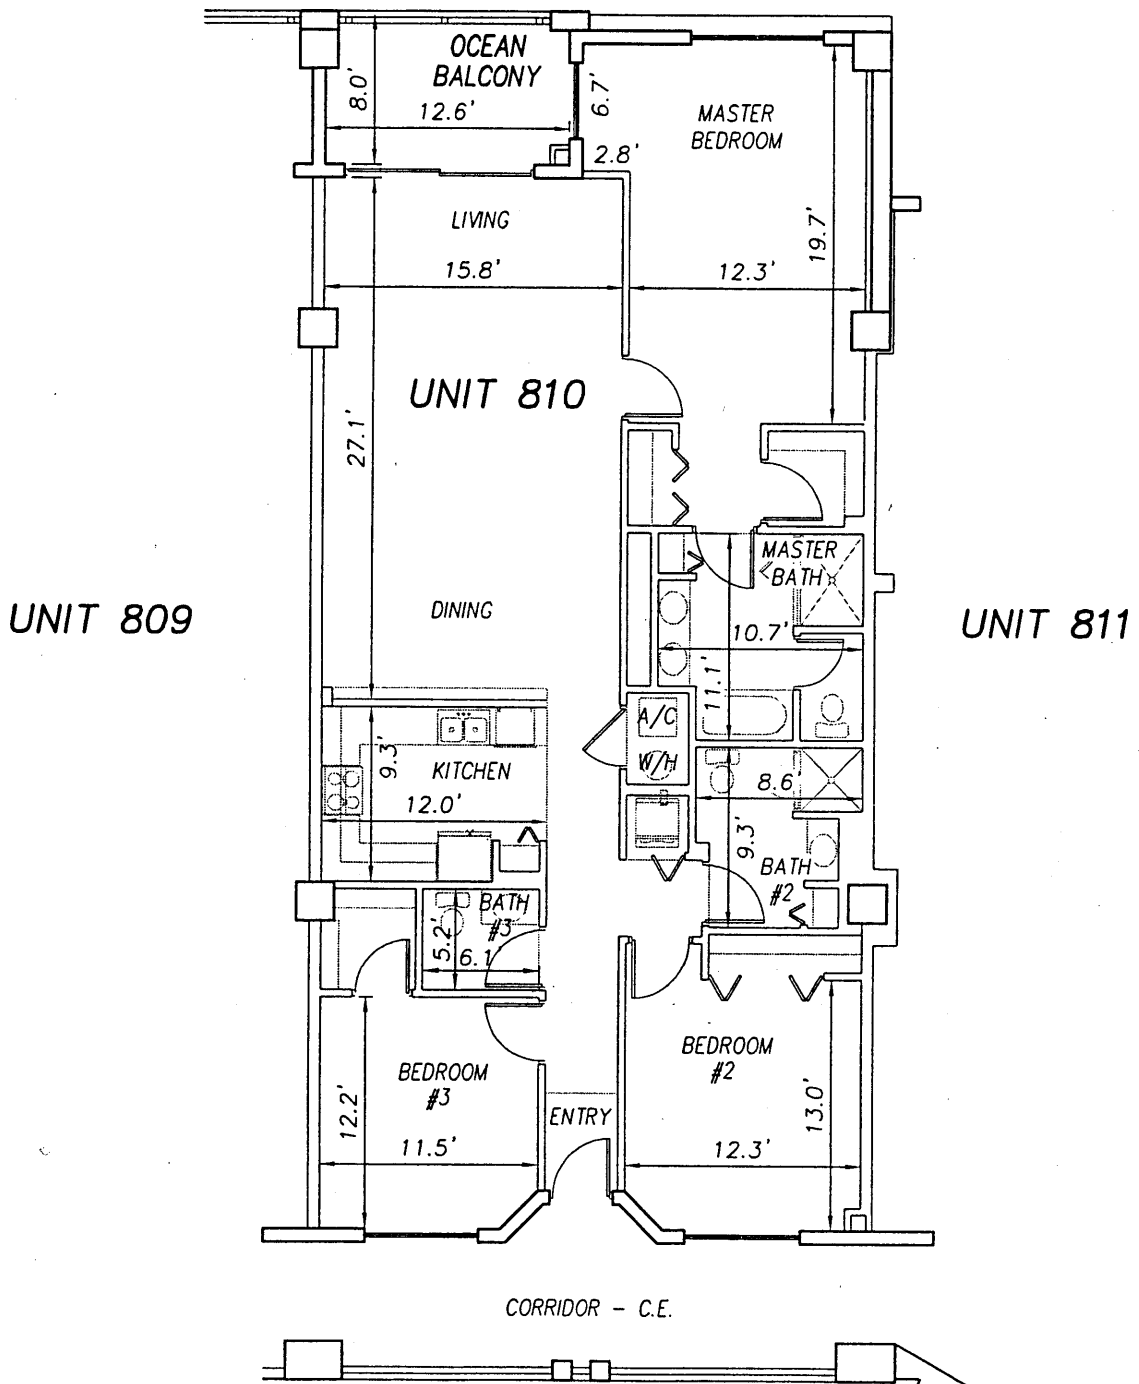 OCEAN
BALCONY
8.0'
12.6'
6.7'
2.8'
MASTER
BEDROOM
LIVING
15.8'
12.3'
19.7'
UNIT 810
27.1'
UNIT 809
DINING
MASTER
BATH
10.7'
11.1'
UNIT 811
A/C
W/H
9.3'
KITCHEN
12.0'
8.6'
9.3'
BATH
#2
BATH
#3
5.2'
6.1'
BEDROOM
#3
12.2'
11.5'
ENTRY
BEDROOM
#2
13.0'
12.3'
CORRIDOR - C.E.